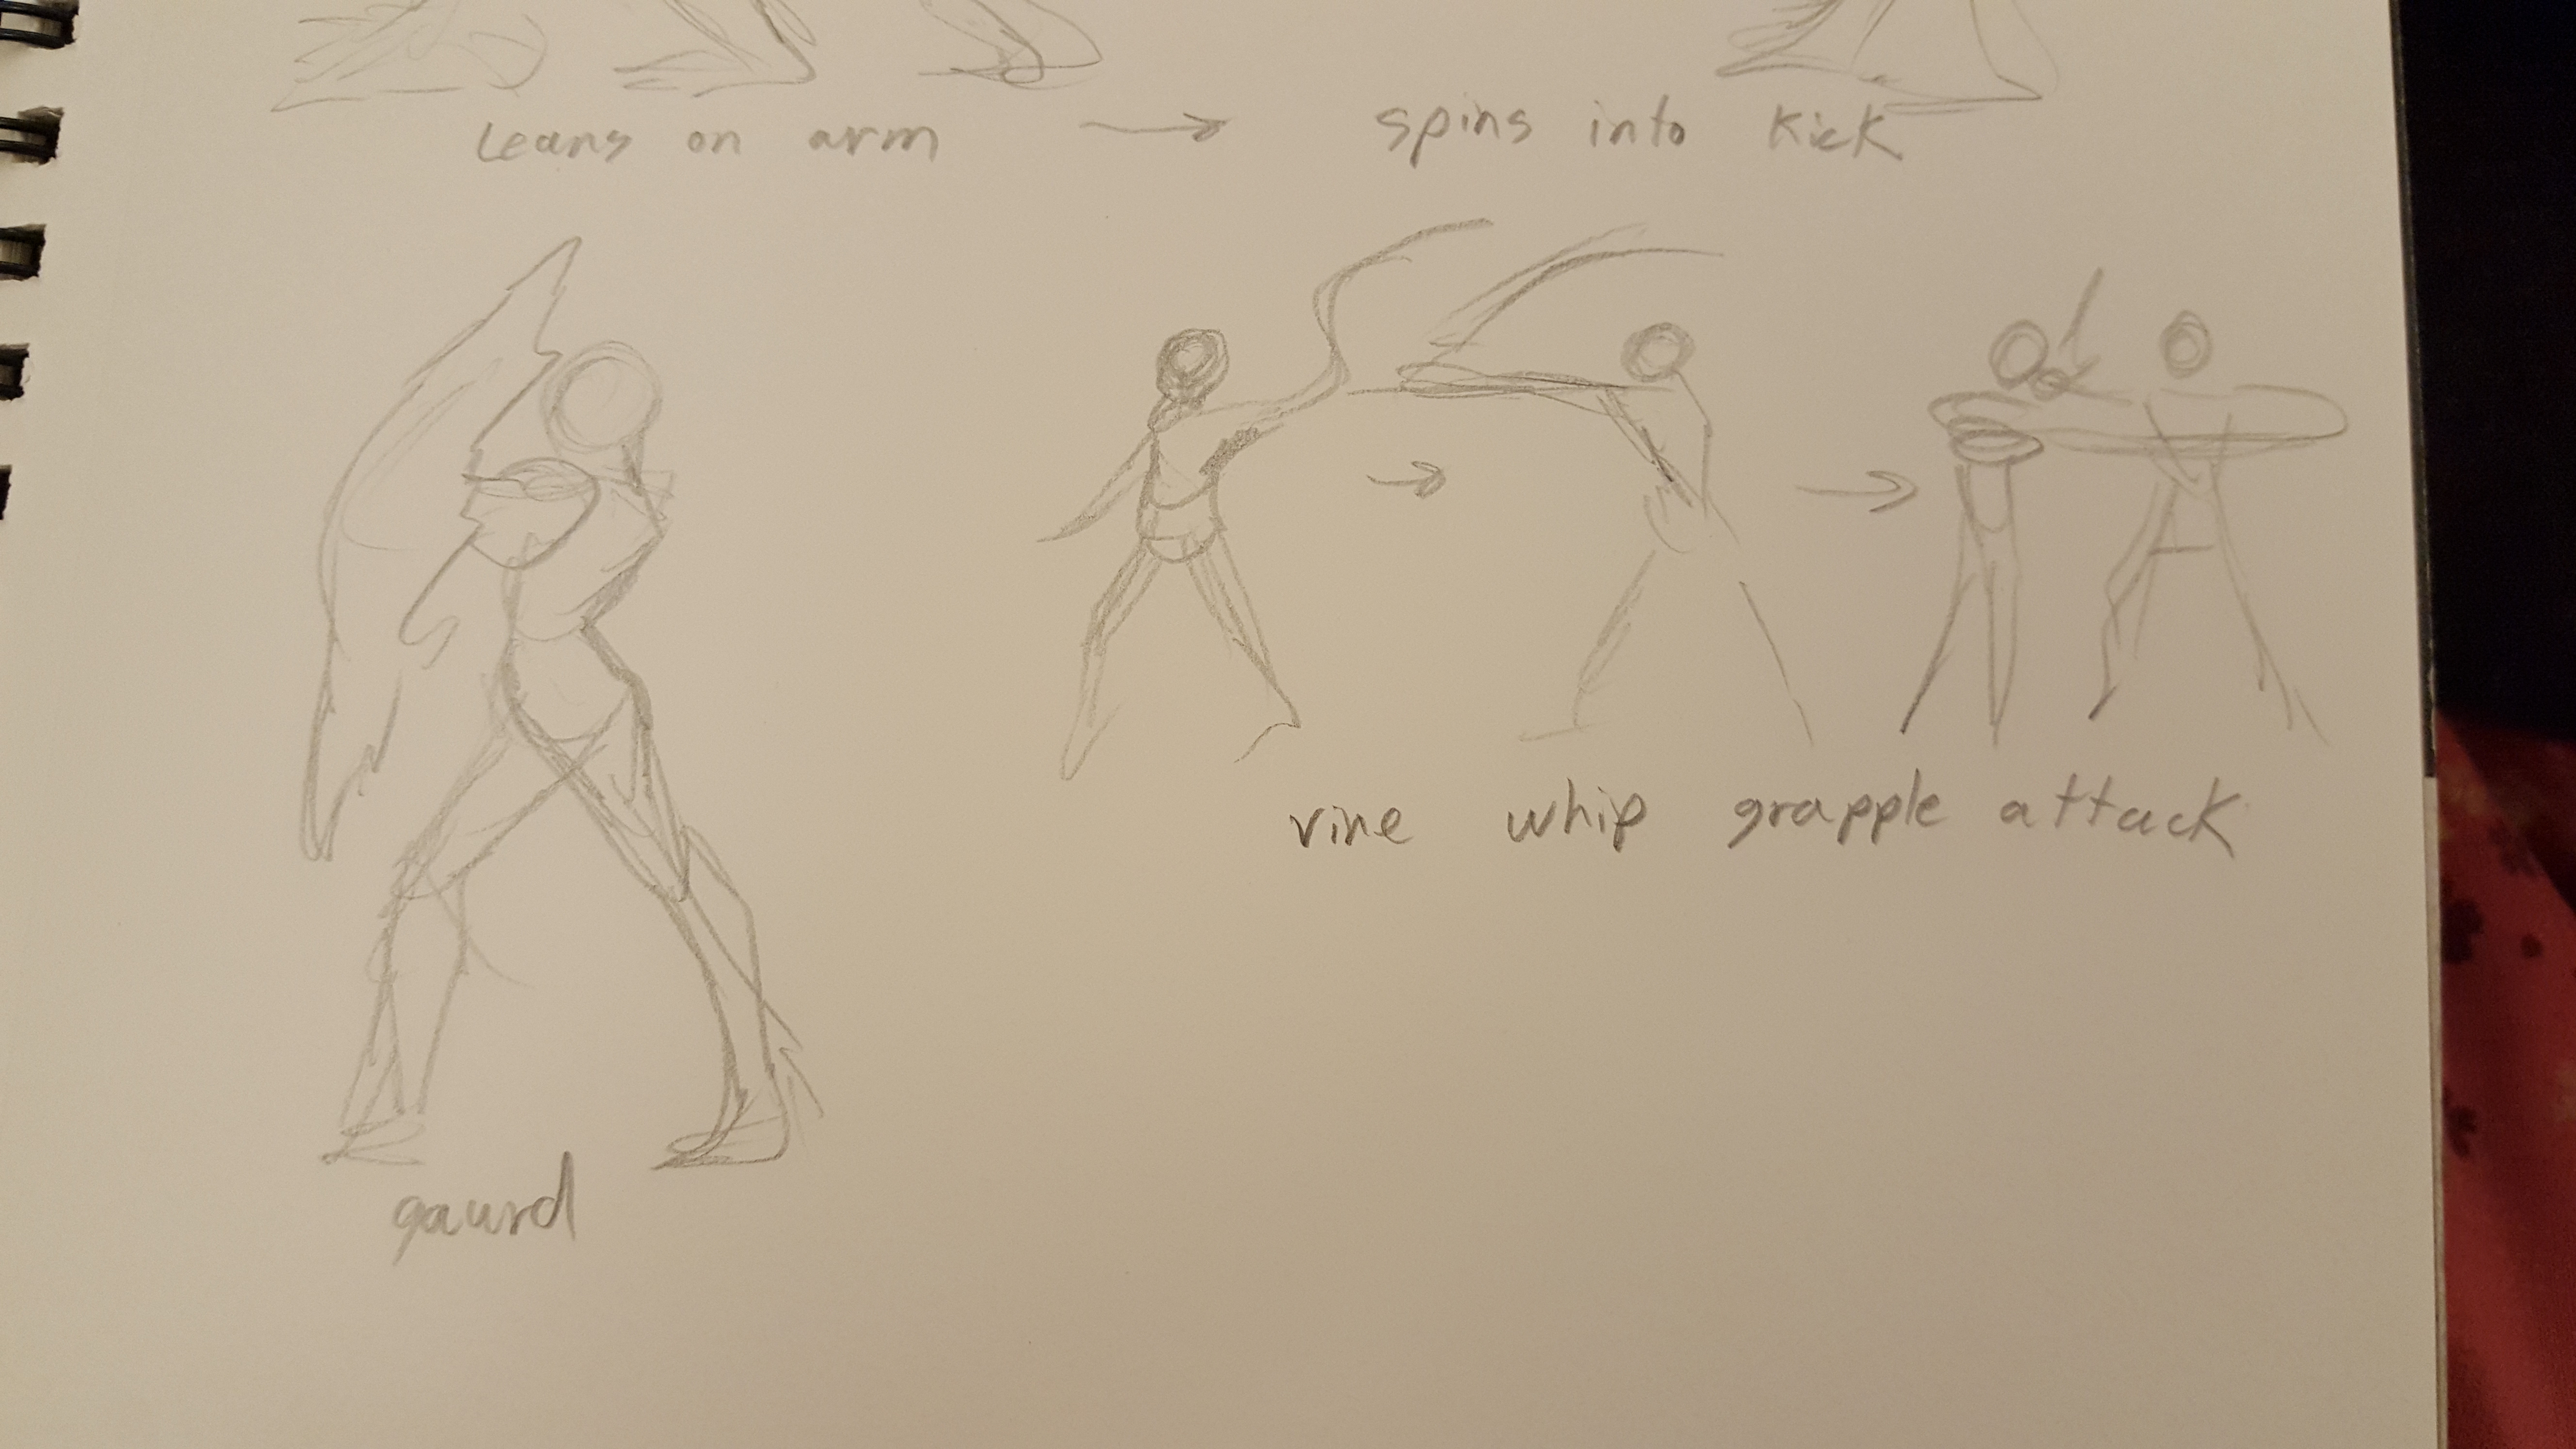 Leans on arm → spins into Kick
vine whip grapple attack
gaurd